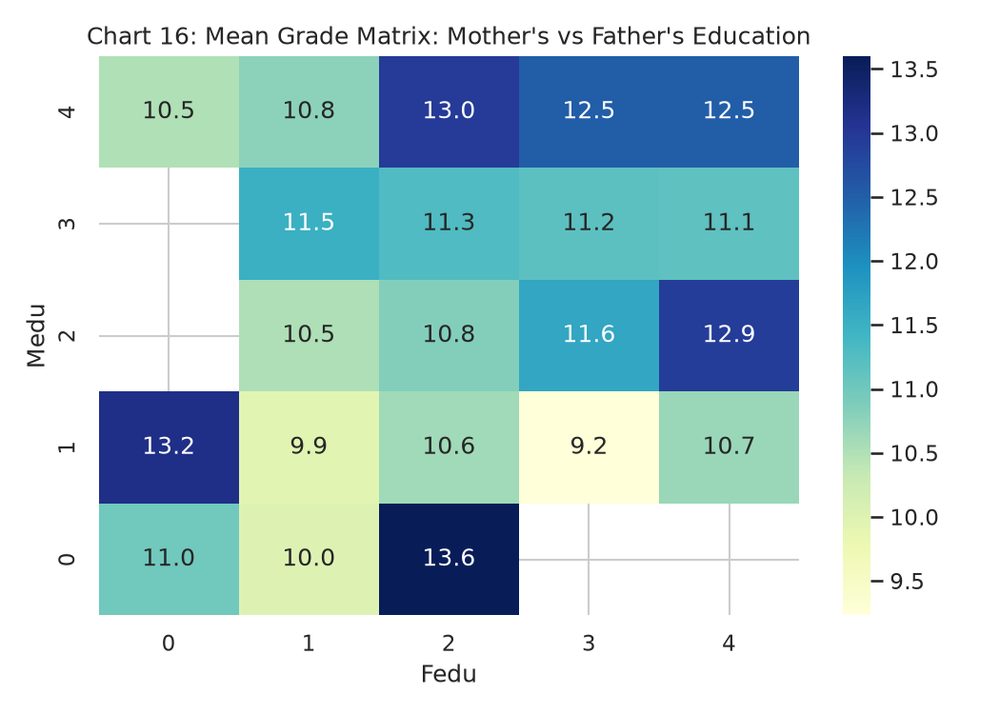 Chart 16: Mean Grade Matrix: Mother's vs Father's Education
4 10.5 10.8 13.0 12.5 12.5
3 11.5 11.3 11.2 11.1
2 10.5 10.8 11.6 12.9
1 13.2 9.9 10.6 9.2 10.7
0 11.0 10.0 13.6
0 1 2 3 4
Medu
Fedu
13.5
13.0
12.5
12.0
11.5
11.0
10.5
10.0
9.5